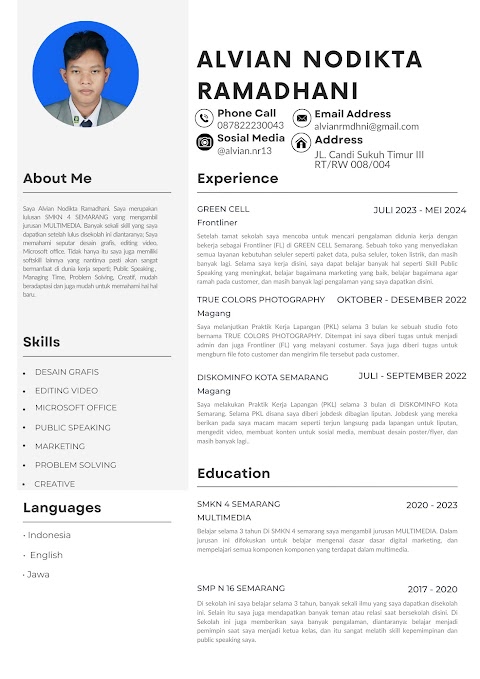 ALVIAN NODIKTA
RAMADHANI
Phone Call
087822230043
Email Address
alvianrmdhni@gmail.com
Sosial Media
@alvian.nr13
Address
JL. Candi Sukuh Timur III
RT/RW 008/004
About Me
Saya Alvian Nodikta Ramadhani. Saya merupakan
lulusan SMKN 4 SEMARANG yang mengambil
jurusan MULTIMEDIA. Banyak sekali skill yang saya
dapatkan setelah lulus disekolah ini diantaranya; Saya
memahami seputar desain grafis, editing video,
Microsoft office. Tidak hanya itu saya juga memiliki
softskill lainnya yang nantinya pasti akan sangat
bermanfaat di dunia kerja seperti; Public Speaking ,
Managing Time, Problem Solving, Creatif, mudah
beradaptasi dan juga mudah untuk memahami hal hal
baru.
Skills
• DESAIN GRAFIS
• EDITING VIDEO
• MICROSOFT OFFICE
• PUBLIC SPEAKING
• MARKETING
• PROBLEM SOLVING
• CREATIVE
Languages
• Indonesia
• English
• Jawa
Experience
GREEN CELL JULI 2023 - MEI 2024
Frontliner
Setelah tamat sekolah saya mencoba untuk mencari pengalaman didunia kerja dengan
bekerja sebagai Frontliner (FL) di GREEN CELL Semarang. Sebuah toko yang menyediakan
semua layanan kebutuhan seluler seperti paket data, pulsa seluler, token listrik, dan masih
banyak lagi. Selama saya kerja disini, saya dapat belajar banyak hal seperti Skill Public
Speaking yang meningkat, belajar bagaimana marketing yang baik, belajar bagaimana agar
ramah pada customer, dan masih banyak lagi pengalaman yang saya dapatkan disini.
TRUE COLORS PHOTOGRAPHY OKTOBER - DESEMBER 2022
Magang
Saya melanjutkan Praktik Kerja Lapangan (PKL) selama 3 bulan ke sebuah studio foto
bernama TRUE COLORS PHOTOGRAPHY. Ditempat ini saya diberi tugas untuk menjadi
admin dan juga Frontliner (FL) yang melayani costumer. Saya juga diberi tugas untuk
mengburn file foto customer dan mengirim file tersebut pada customer.
DISKOMINFO KOTA SEMARANG JULI - SEPTEMBER 2022
Magang
Saya melakukan Praktik Kerja Lapangan (PKL) selama 3 bulan di DISKOMINFO Kota
Semarang. Selama PKL disana saya diberi jobdesk dibagian liputan. Jobdesk yang mereka
berikan pada saya macam macam seperti terjun langsung pada lapangan untuk liputan,
mengedit video, membuat konten untuk sosial media, membuat desain poster/flyer, dan
masih banyak lagi..
Education
SMKN 4 SEMARANG 2020 - 2023
MULTIMEDIA
Belajar selama 3 tahun Di SMKN 4 semarang saya mengambil jurusan MULTIMEDIA. Dalam
jurusan ini difokuskan untuk belajar mengenai dasar dasar digital marketing, dan
mempelajari semua komponen komponen yang terdapat dalam multimedia.
SMP N 16 SEMARANG 2017 - 2020
Di sekolah ini saya belajar selama 3 tahun, banyak sekali ilmu yang saya dapatkan disekolah
ini. Selain itu saya juga mendapatkan banyak teman atau relasi saat bersekolah disini. Di
Sekolah ini juga memberikan saya banyak pengalaman, diantaranya: belajar menjadi
pemimpin saat saya menjadi ketua kelas, dan itu sangat melatih skill kepemimpinan dan
public speaking saya.